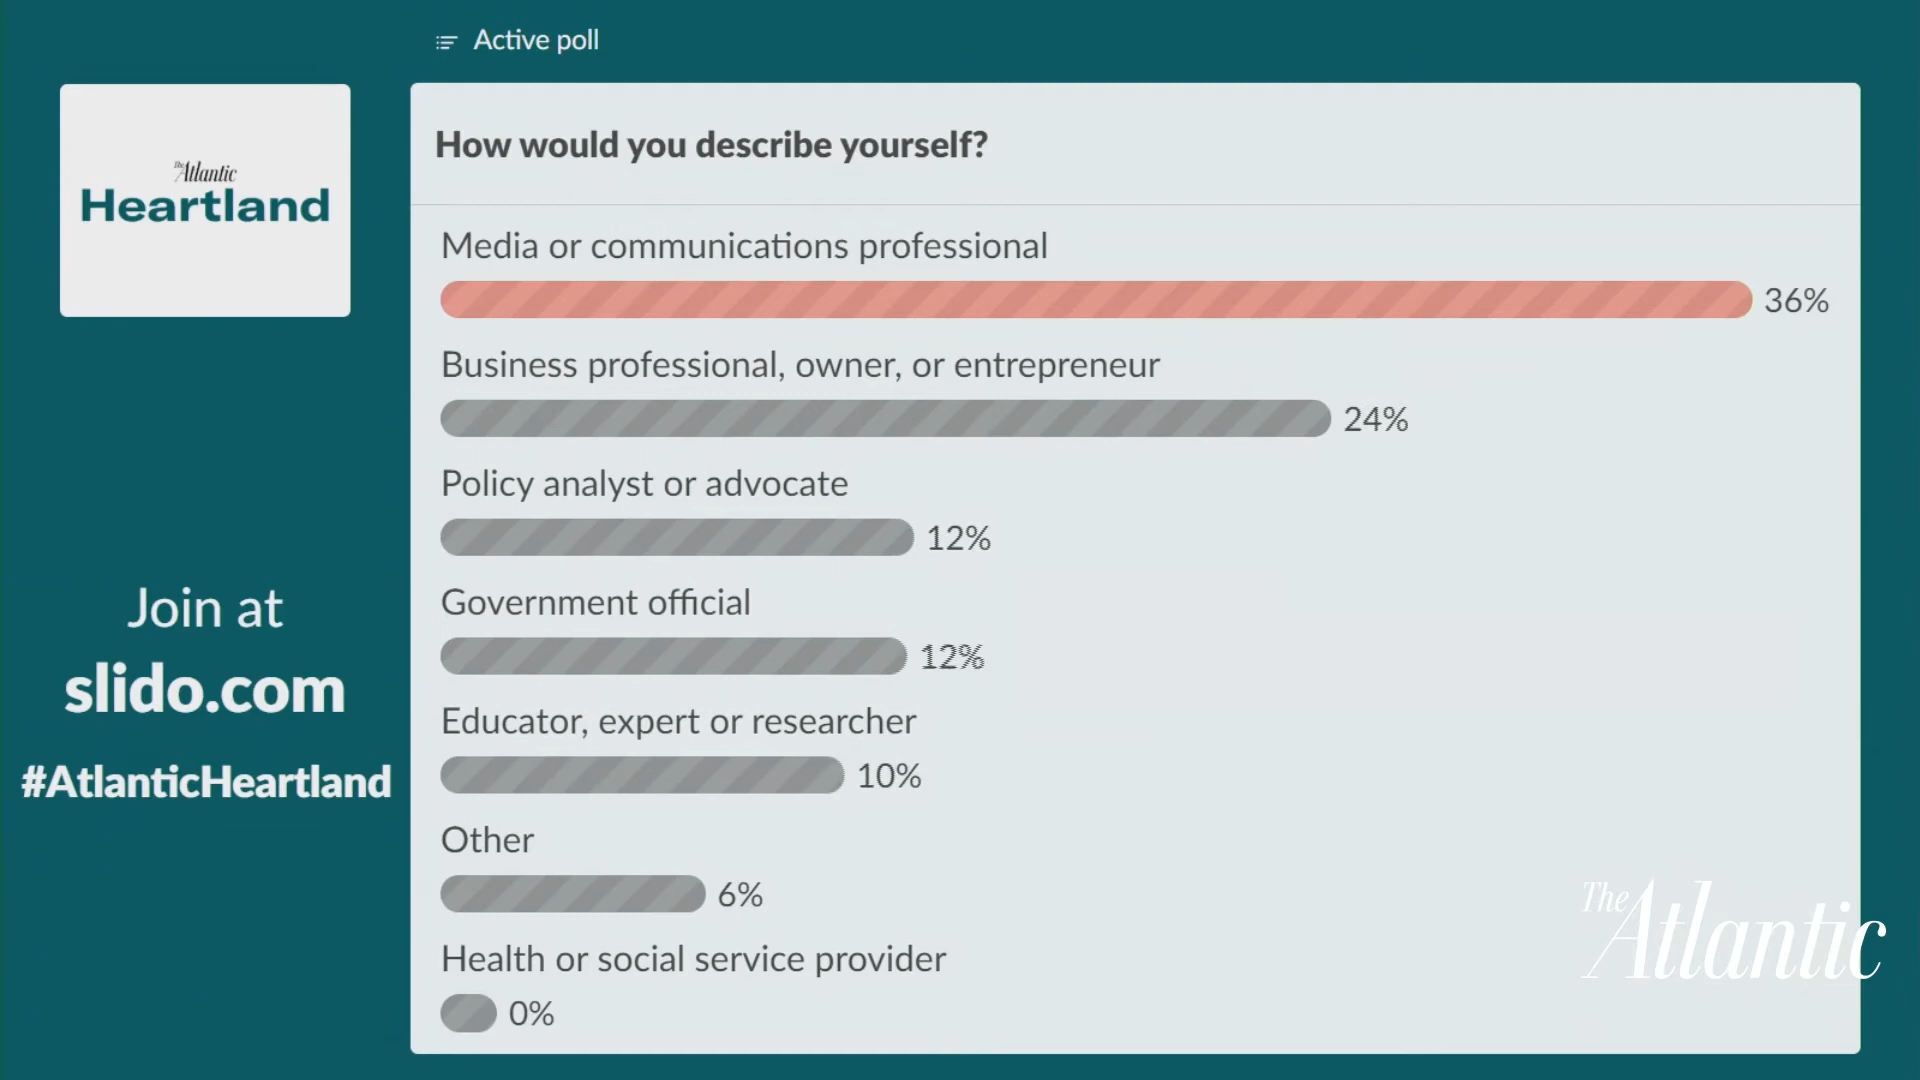 Active poll
The Atlantic
Heartland
How would you describe yourself?
Media or communications professional
36%
Business professional, owner, or entrepreneur
24%
Policy analyst or advocate
12%
Government official
12%
Educator, expert or researcher
10%
Other
6%
Health or social service provider
0%
Join at
slido.com
#AtlanticHeartland
The Atlantic